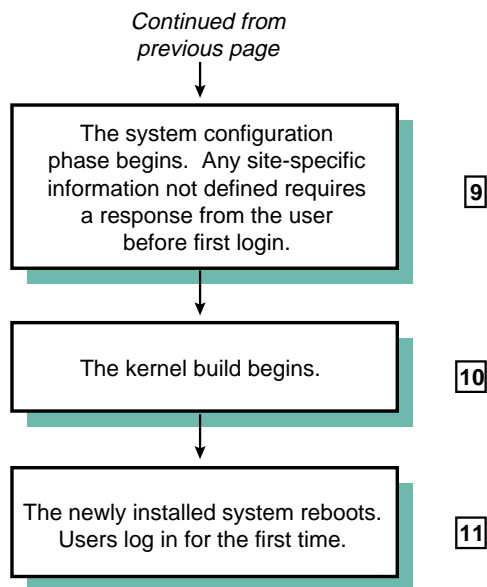 Continued from
previous page
The system configuration
phase begins. Any site-specific
information not defined requires
a response from the user
before first login.
9
The kernel build begins.
10
The newly installed system reboots.
Users log in for the first time.
11